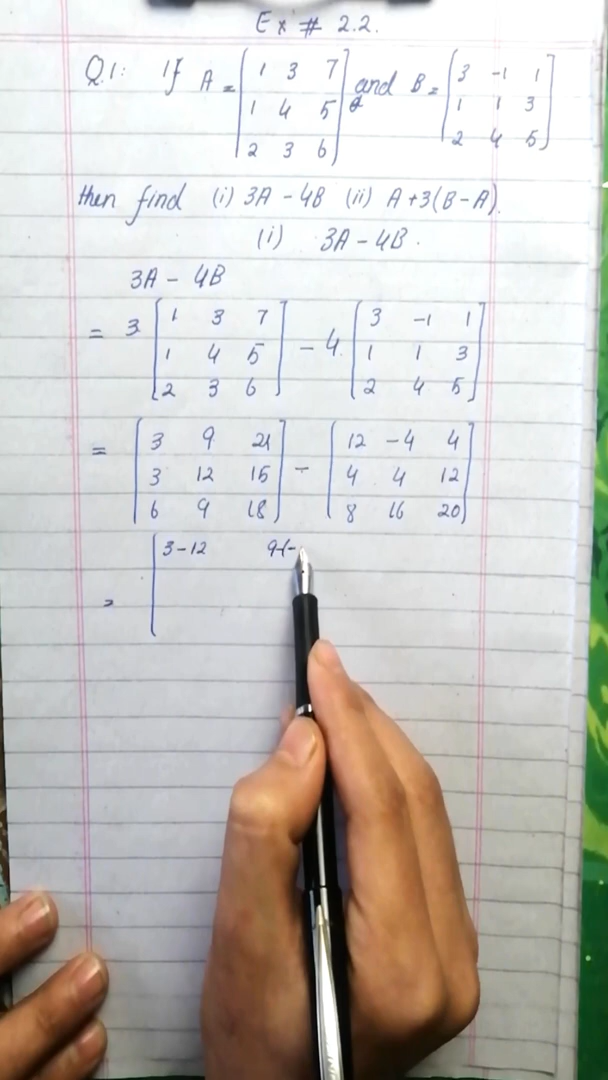 Ex # 2.2.
Q.1: If A = [1 3 7 and B = [3 -1 1
1 4 5 1 1 3
2 3 6] 2 4 5]
then find (i) 3A - 4B (ii) A+3(B-A).
(i) 3A-4B.
3A - 4B
= 3 [1 3 7 - 4 [3 -1 1
1 4 5 1 1 3
2 3 6] 2 4 5]
= [3 9 21 - [12 -4 4
3 12 15 4 4 12
6 9 18] 8 16 20]
= [3-12 9-(-